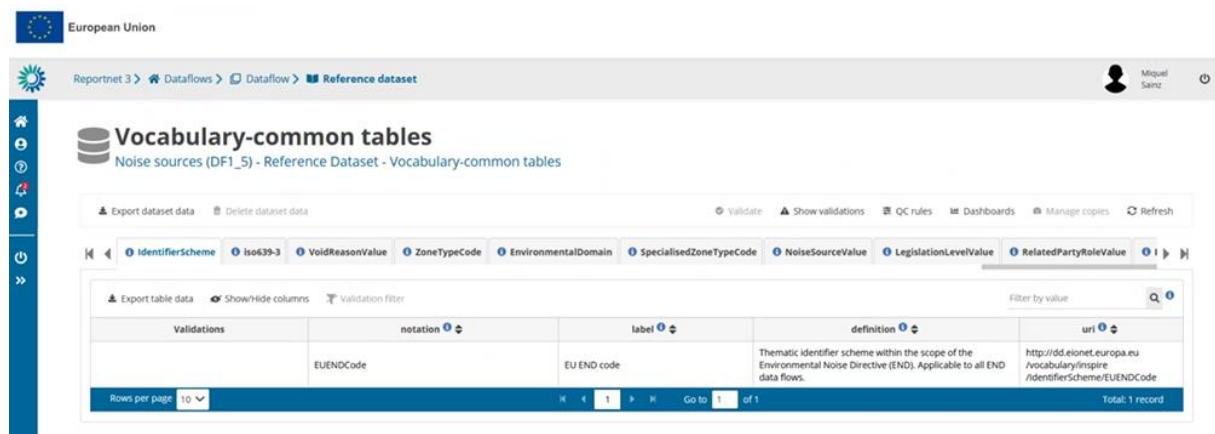 European Union
Reportnet 3 > Dataflows > Dataflow > Reference dataset
Miquel
Sainz
Vocabulary-common tables
Noise sources (DF1_5) - Reference Dataset - Vocabulary-common tables
Export dataset data Delete dataset data Validate Show validations QC rules Dashboards Manage copies Refresh
IdentifierScheme iso639-3 VoidReasonValue ZoneTypeCode EnvironmentalDomain SpecialisedZoneTypeCode NoiseSourceValue LegislationLevelValue RelatedPartyRoleValue
Export table data Show/Hide columns Validation filter Filter by value
Validations notation label definition uri
EUENDCode
EU END code
Thematic identifier scheme within the scope of the
Environmental Noise Directive (END). Applicable to all END
data flows.
http://dd.eionet.europa.eu
/vocabulary/inspire
/IdentifierScheme/EUENDCode
Rows per page 10 1 Go to 1 of 1 Total: 1 record